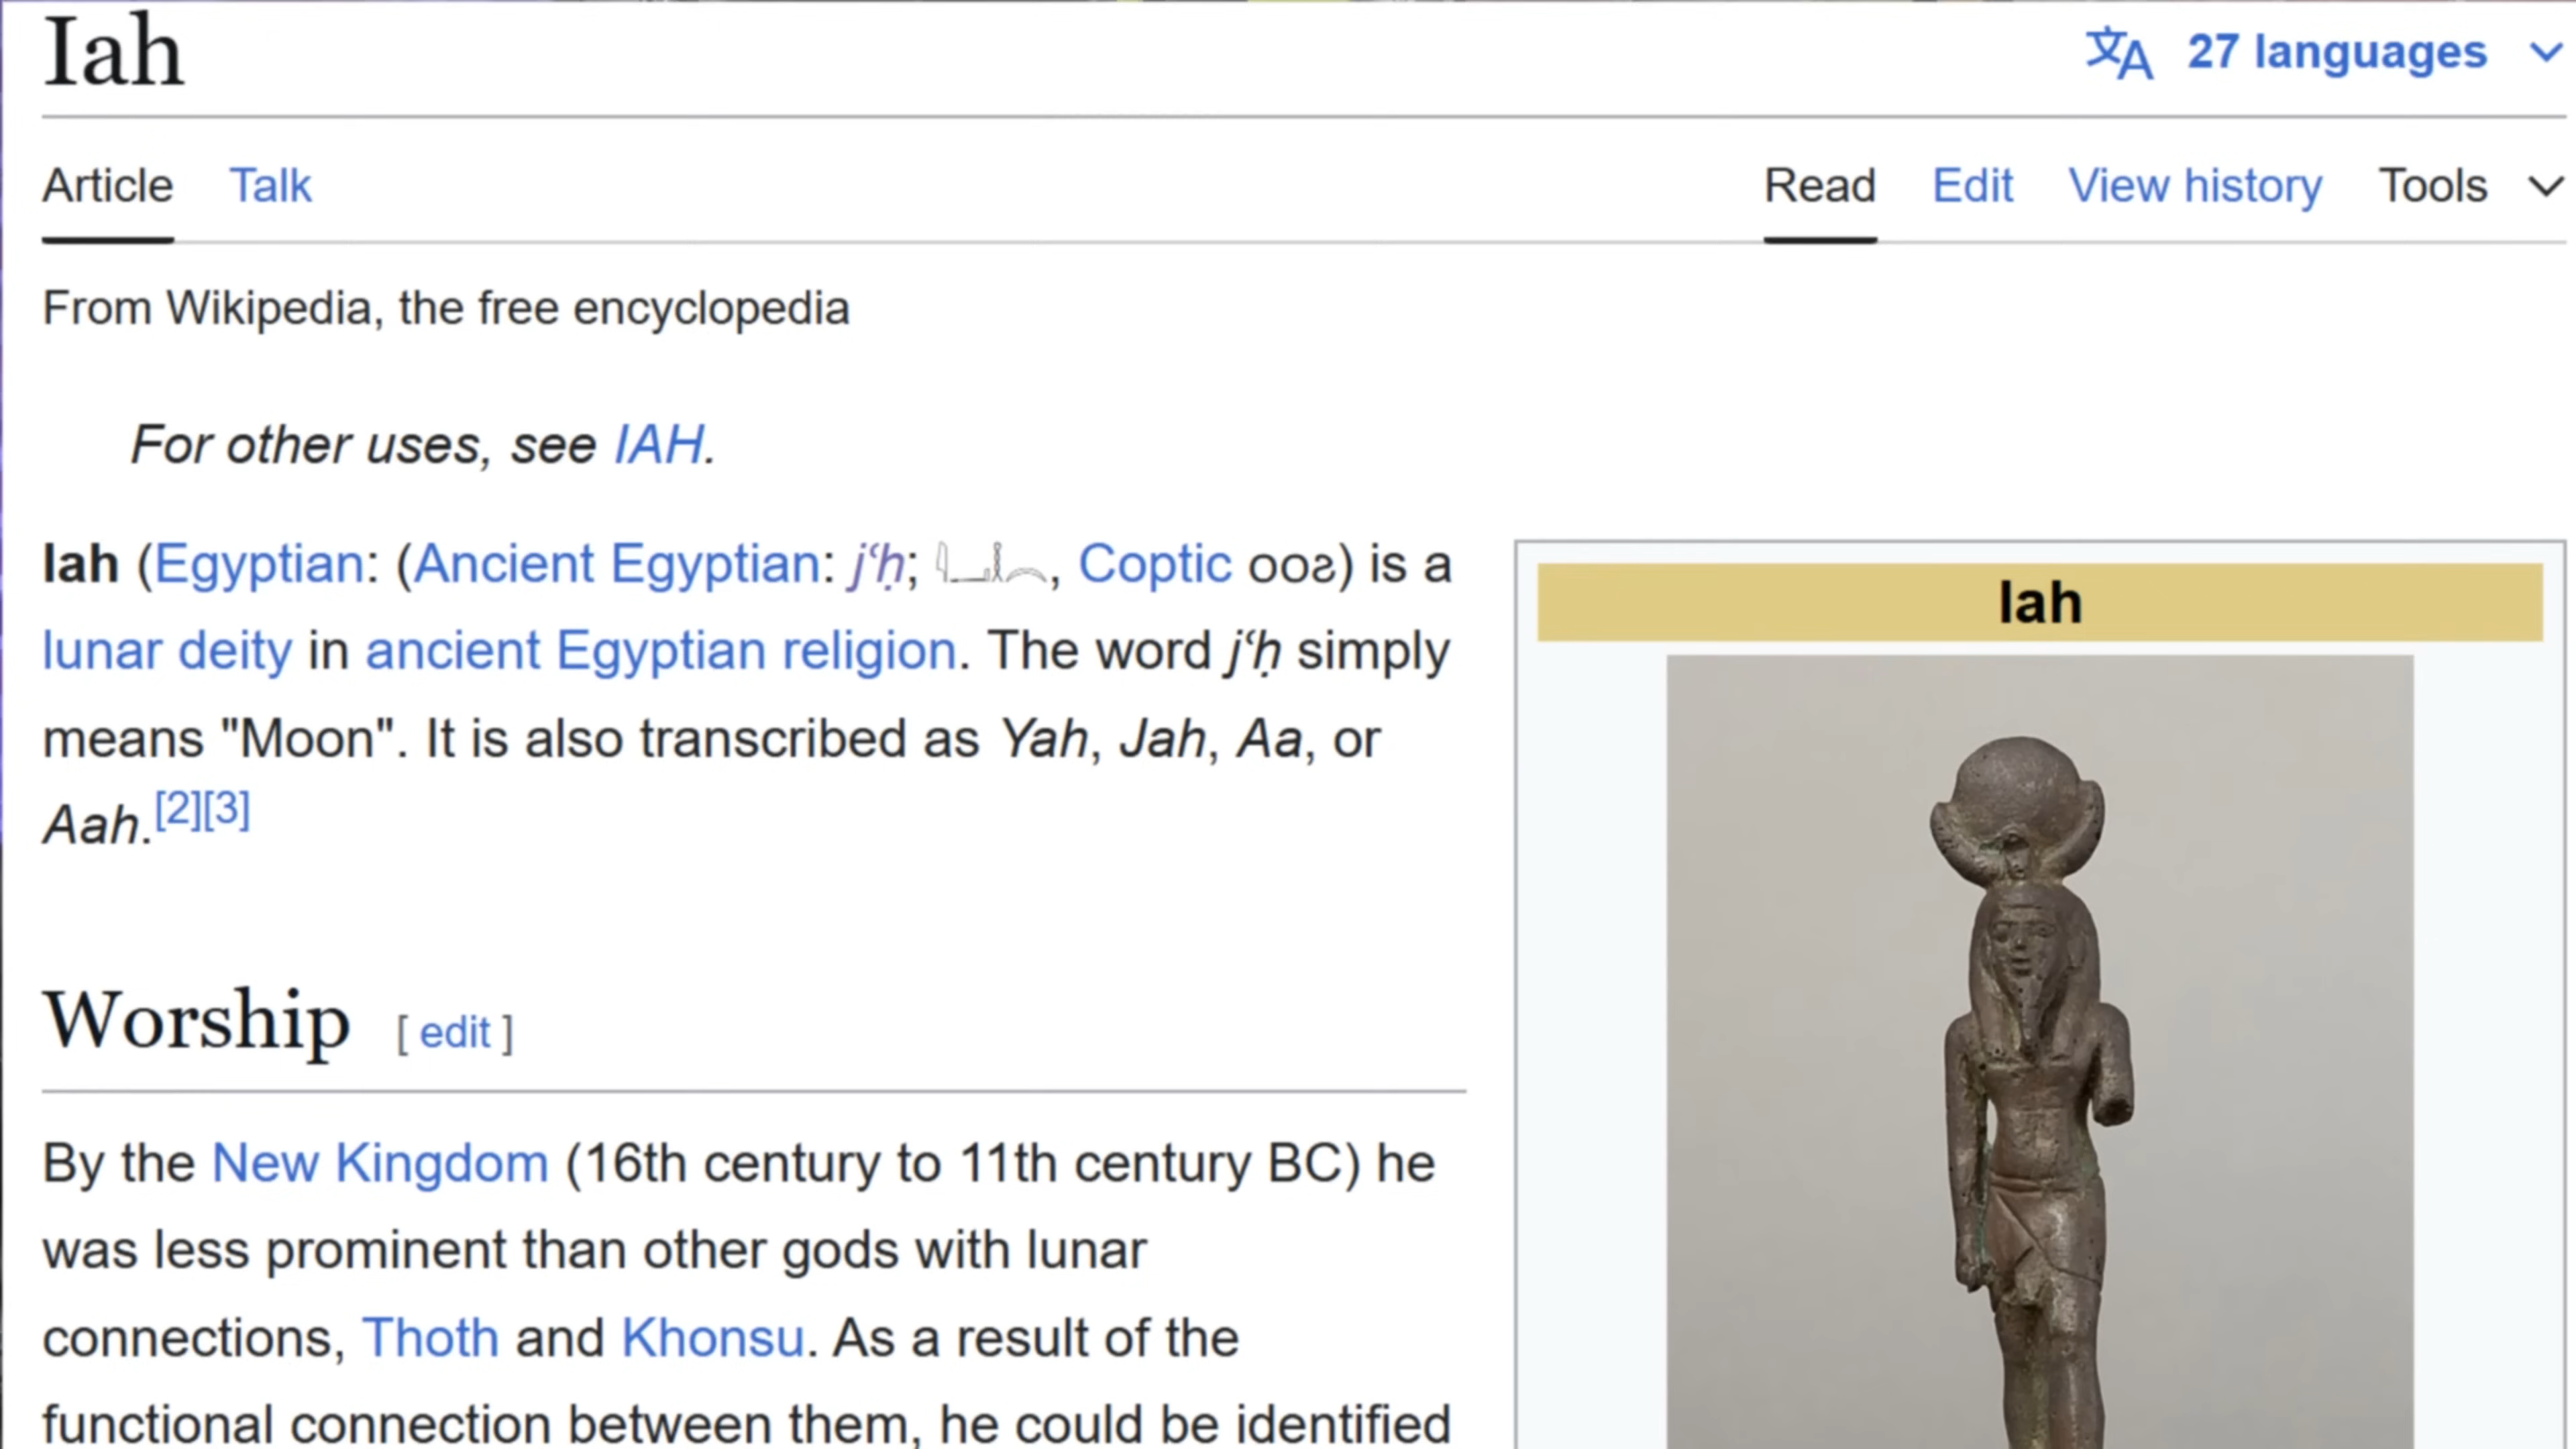 Iah
27 languages
Article Talk Read Edit View history Tools
From Wikipedia, the free encyclopedia
For other uses, see IAH.
Iah (Egyptian: (Ancient Egyptian: jꜥḥ; 𓇋𓂝𓎛𓇹, Coptic ⲟⲟϩ) is a
lunar deity in ancient Egyptian religion. The word jꜥḥ simply
means "Moon". It is also transcribed as Yah, Jah, Aa, or
Aah.[2][3]
Iah
Worship [ edit ]
By the New Kingdom (16th century to 11th century BC) he
was less prominent than other gods with lunar
connections, Thoth and Khonsu. As a result of the
functional connection between them, he could be identified